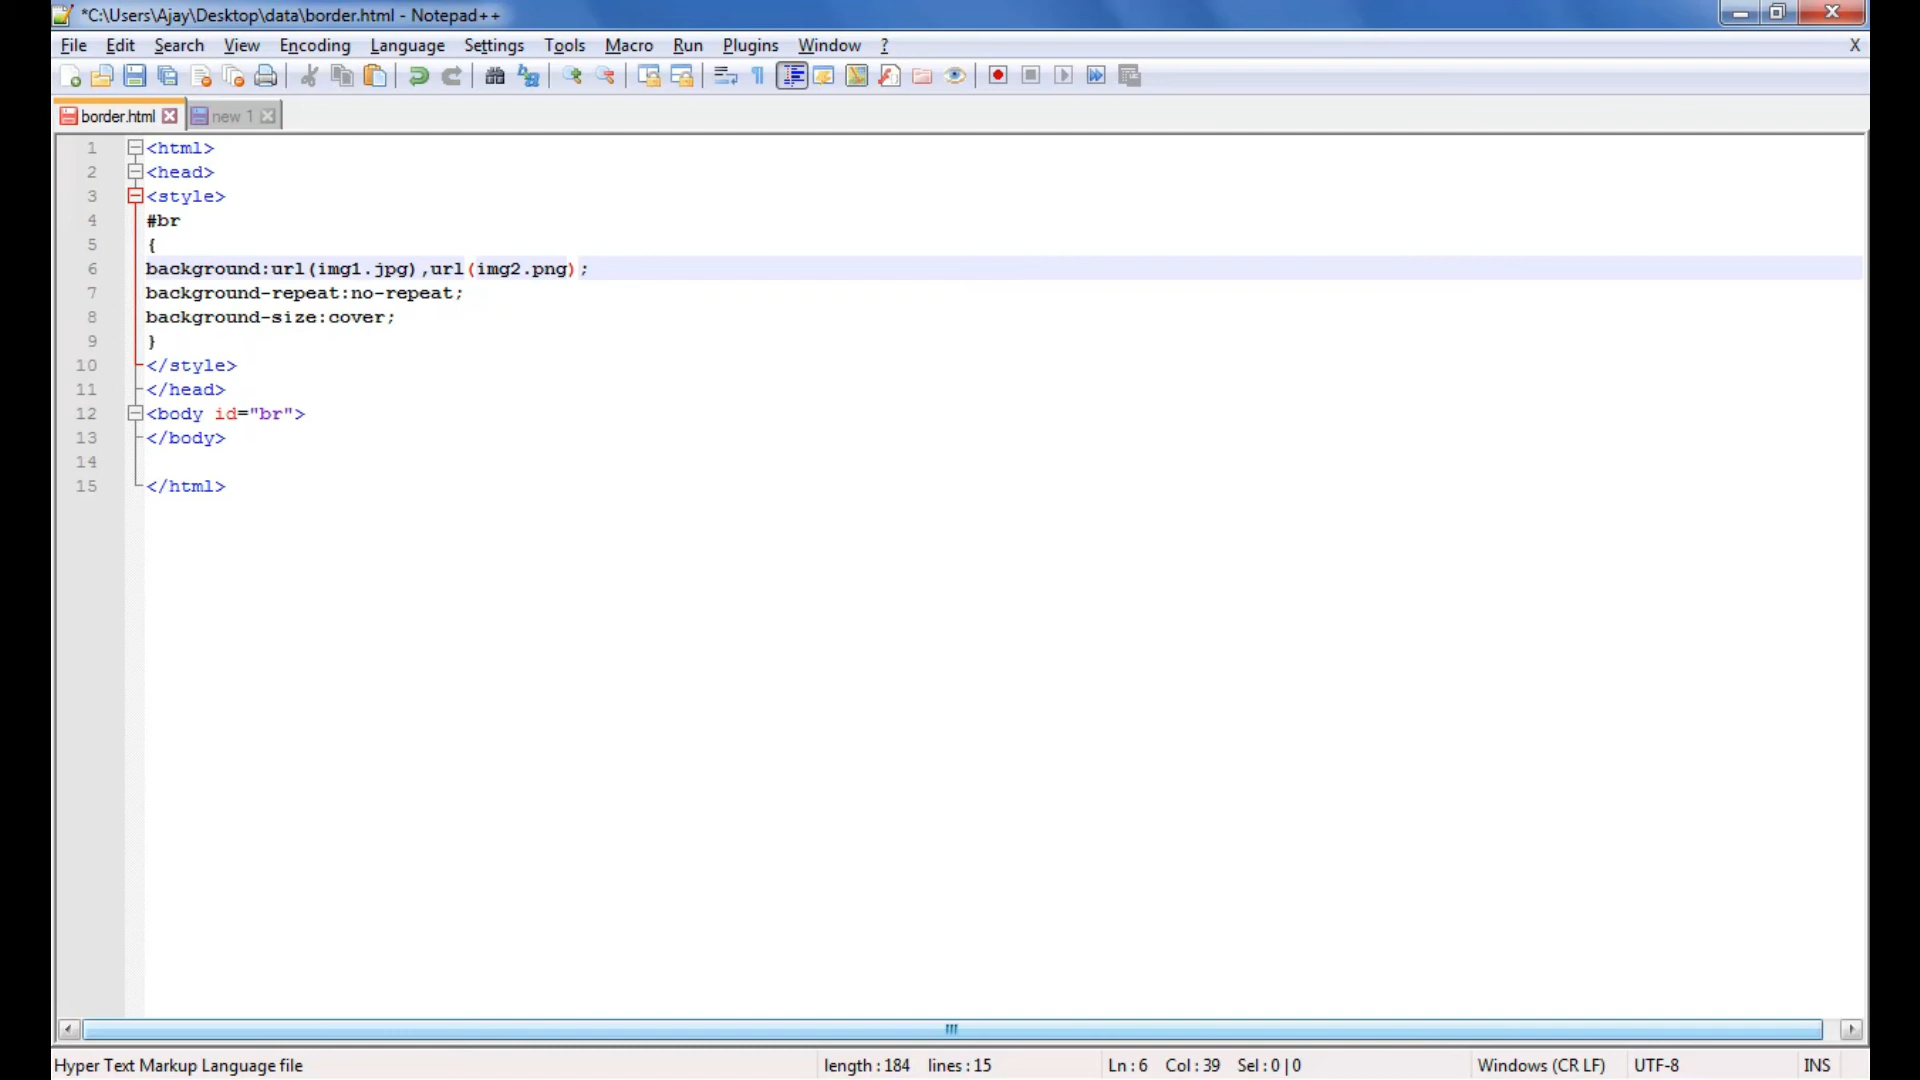 *C:\Users\Ajay\Desktop\data\border.html - Notepad++
File Edit Search View Encoding Language Settings Tools Macro Run Plugins Window ? X
border.html new 1
1 <html>
2 <head>
3 <style>
4 #br
5 {
6 background:url(img1.jpg),url(img2.png);
7 background-repeat:no-repeat;
8 background-size:cover;
9 }
10 </style>
11 </head>
12 <body id="br">
13 </body>
14
15 </html>
Hyper Text Markup Language file length : 184 lines : 15 Ln : 6 Col : 39 Sel : 0 | 0 Windows (CR LF) UTF-8 INS